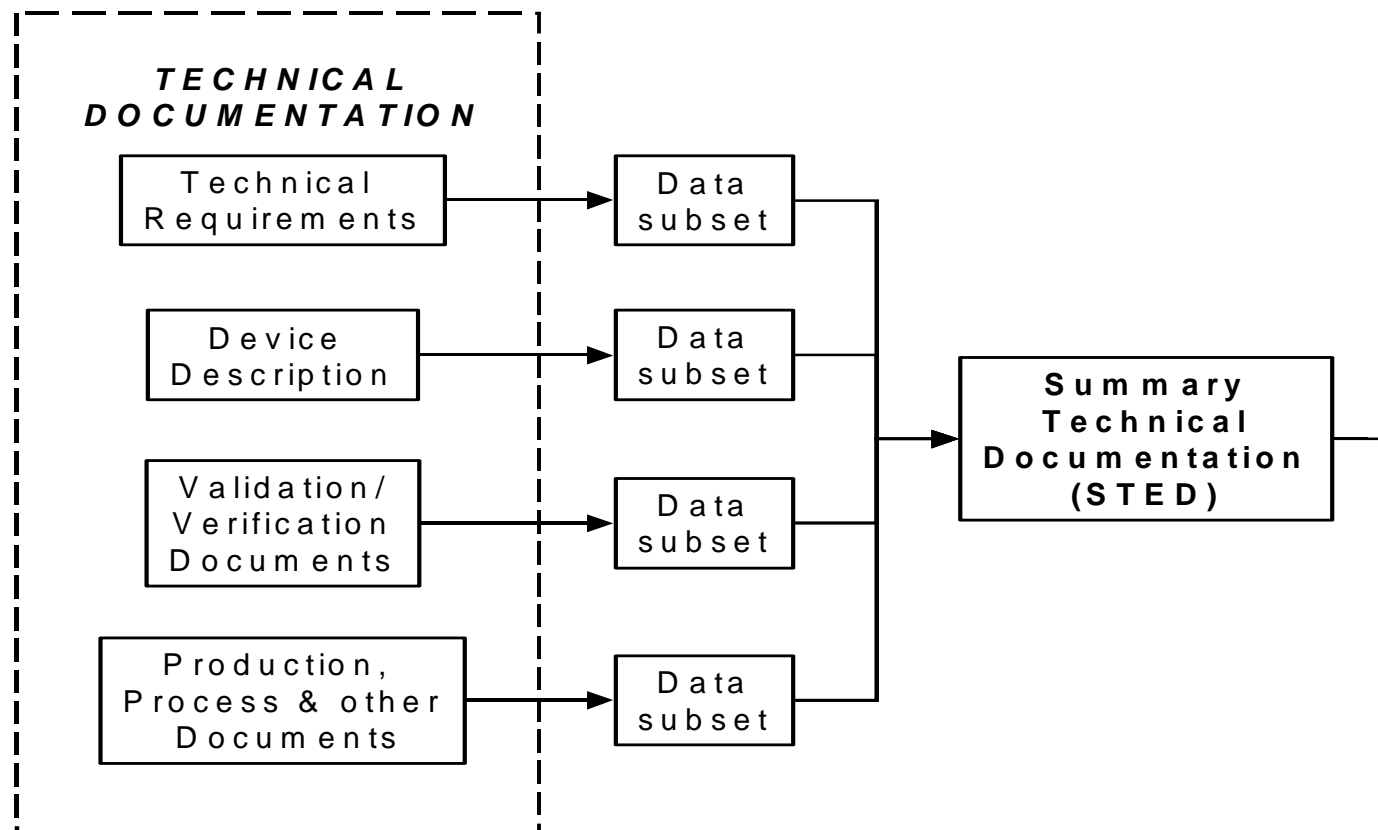 TECHNICAL
DOCUMENTATION
Technical
Requirements
Data
subset
Device
Description
Data
subset
Validation/
Verification
Documents
Data
subset
Production,
Process & other
Documents
Data
subset
Summary
Technical
Documentation
(STED)